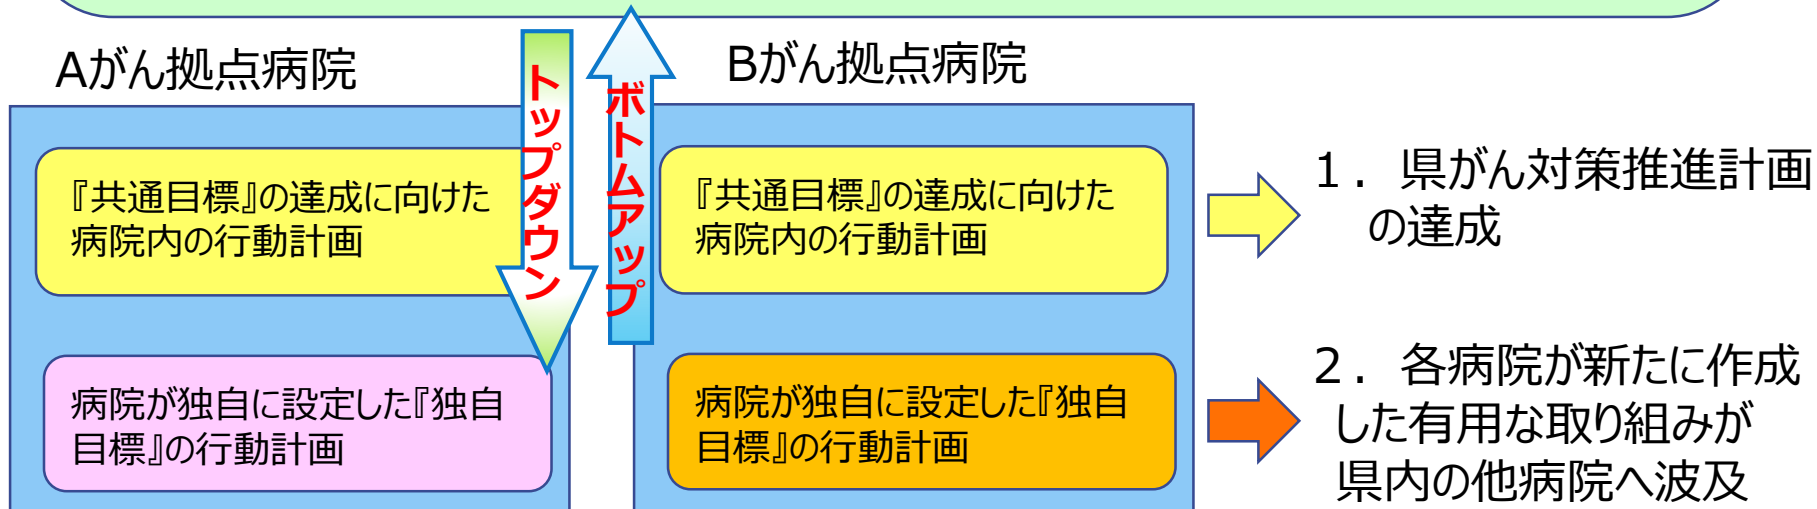 Aがん拠点病院
『共通目標』の達成に向けた
病院内の行動計画
病院が独自に設定した『独自
目標』の行動計画
トップダウン
ボトムアップ
Bがん拠点病院
『共通目標』の達成に向けた
病院内の行動計画
病院が独自に設定した『独自
目標』の行動計画
１．県がん対策推進計画
の達成
２．各病院が新たに作成
した有用な取り組みが
県内の他病院へ波及